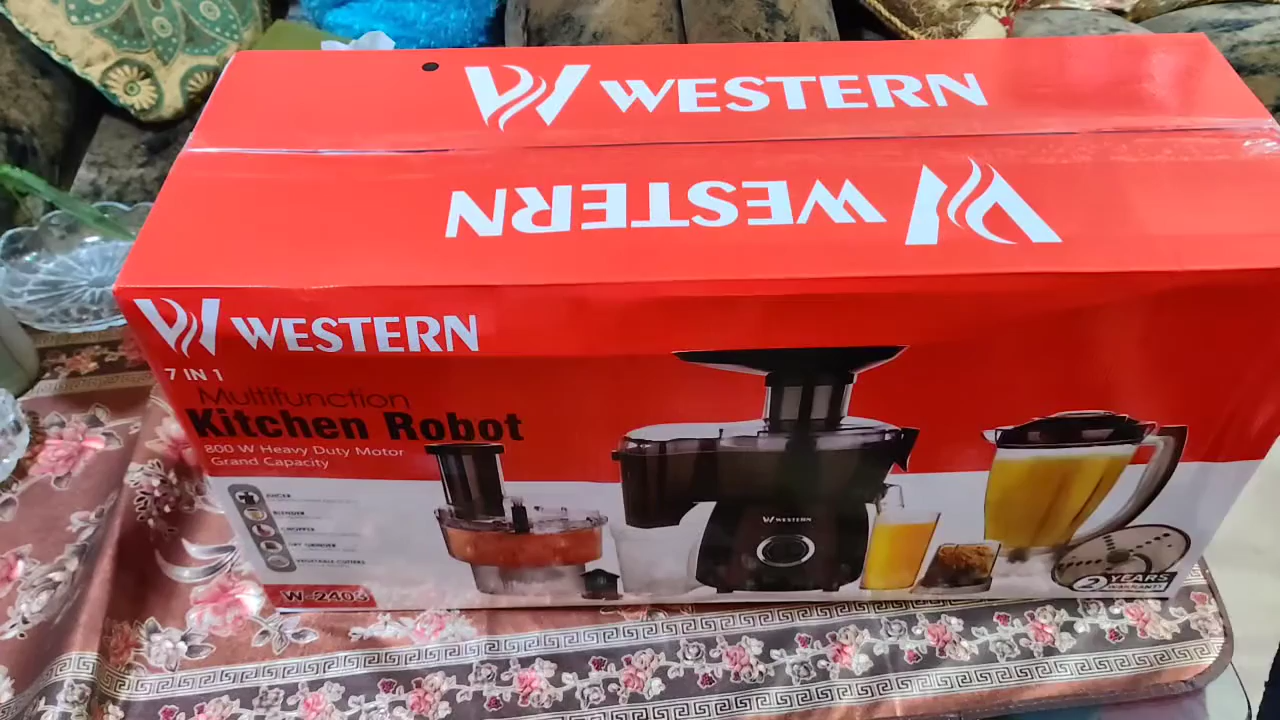 WESTERN
WESTERN
WESTERN
7 IN 1
Multifunction
Kitchen Robot
800 W Heavy Duty Motor
Grand Capacity
JUICER
BLENDER
CHOPPER
DRY GRINDER
VEGETABLE CUTTERS
W-2403
WESTERN
2 YEARS
WARRANTY